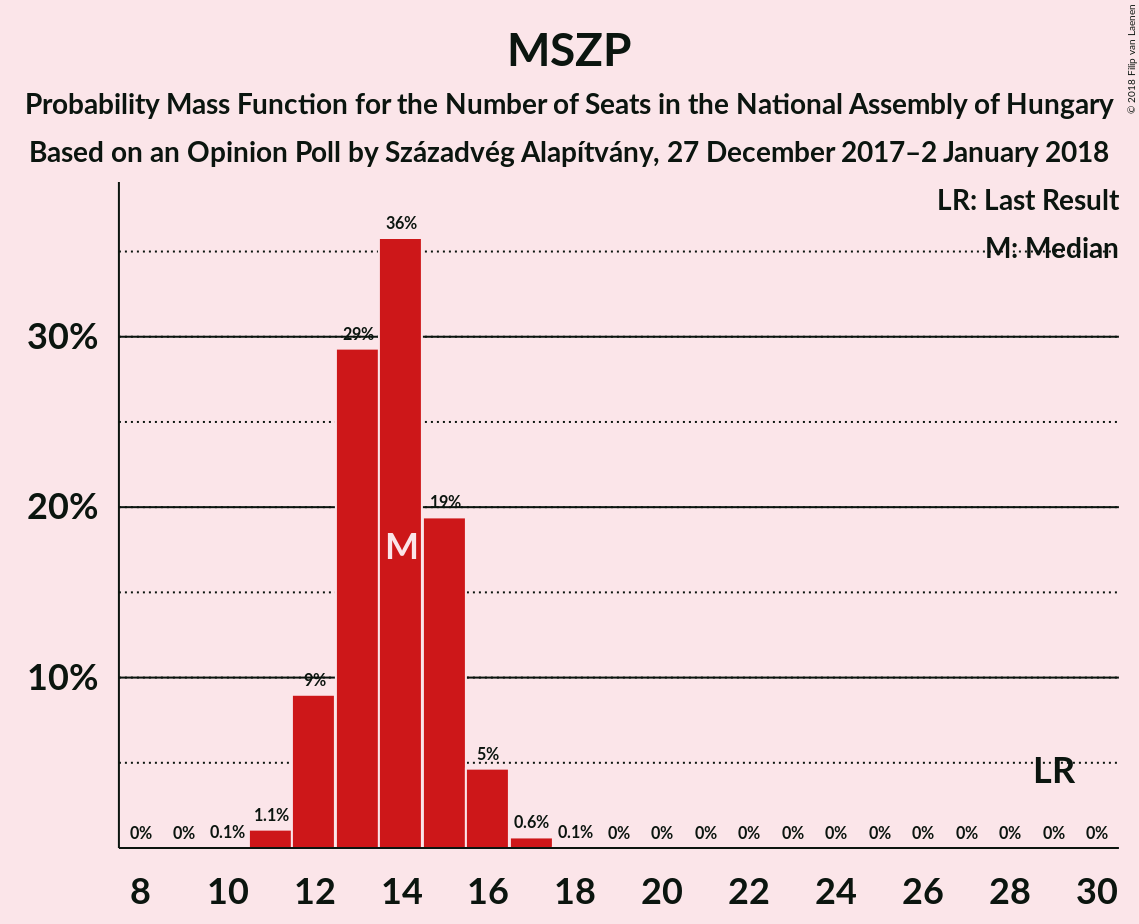 MSZP
Probability Mass Function for the Number of Seats in the National Assembly of Hungary
Based on an Opinion Poll by Századvég Alapítvány, 27 December 2017–2 January 2018
© 2018 Filip van Laenen
LR: Last Result
M: Median
36%
30%
29%
20%
19%
M
10%
9%
5%
LR
0% 0% 0.1% 1.1% 0.6% 0.1% 0% 0% 0% 0% 0% 0% 0% 0% 0% 0% 0% 0%
8 10 12 14 16 18 20 22 24 26 28 30